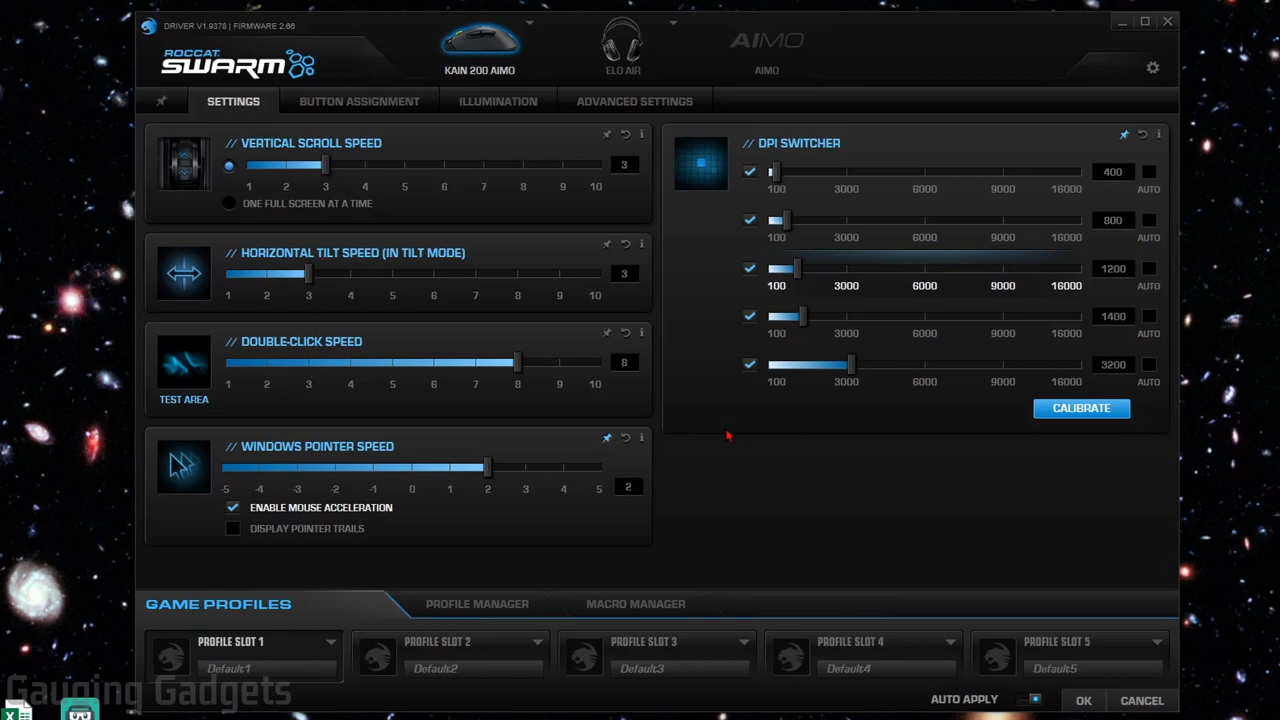 DRIVER V1.9378 | FIRMWARE 2.66
ROCCAT
SWARM
KAIN 200 AIMO
ELO AIR
AIMO
AIMO
SETTINGS
BUTTON ASSIGNMENT
ILLUMINATION
ADVANCED SETTINGS
// VERTICAL SCROLL SPEED
3
1 2 3 4 5 6 7 8 9 10
ONE FULL SCREEN AT A TIME
// HORIZONTAL TILT SPEED (IN TILT MODE)
3
1 2 3 4 5 6 7 8 9 10
// DOUBLE-CLICK SPEED
8
1 2 3 4 5 6 7 8 9 10
TEST AREA
// WINDOWS POINTER SPEED
-5 -4 -3 -2 -1 0 1 2 3 4 5
2
ENABLE MOUSE ACCELERATION
DISPLAY POINTER TRAILS
// DPI SWITCHER
400
100 3000 6000 9000 16000 AUTO
800
100 3000 6000 9000 16000 AUTO
1200
100 3000 6000 9000 16000 AUTO
1400
100 3000 6000 9000 16000 AUTO
3200
100 3000 6000 9000 16000 AUTO
CALIBRATE
GAME PROFILES
PROFILE MANAGER
MACRO MANAGER
PROFILE SLOT 1
Default1
PROFILE SLOT 2
Default2
PROFILE SLOT 3
Default3
PROFILE SLOT 4
Default4
PROFILE SLOT 5
Default5
Gauging Gadgets
AUTO APPLY
OK
CANCEL